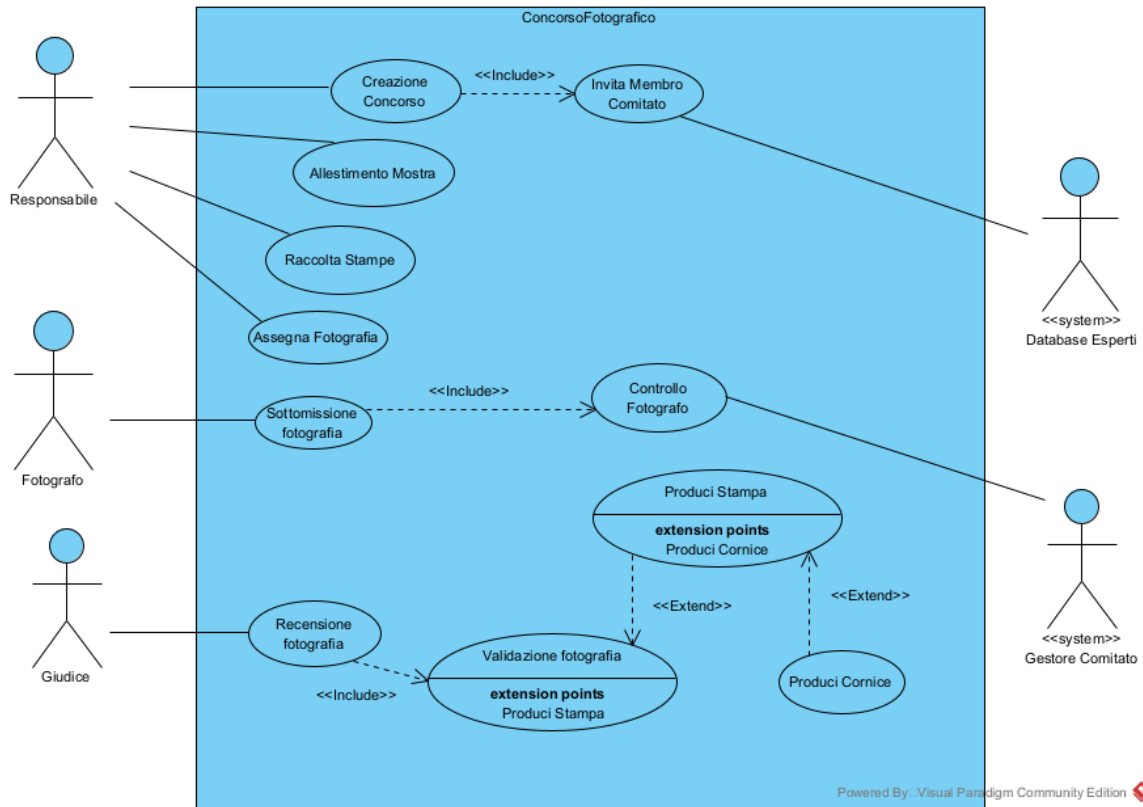 ConcorsoFotografico
Responsabile
Creazione
Concorso
<<Include>>
Invita Membro
Comitato
Allestimento Mostra
Raccolta Stampe
Assegna Fotografia
<<system>>
Database Esperti
Fotografo
Sottomissione
fotografia
<<Include>>
Controllo
Fotografo
Produci Stampa
extension points
Produci Cornice
<<Extend>>
<<Extend>>
Giudice
Recensione
fotografia
<<Include>>
Validazione fotografia
extension points
Produci Stampa
Produci Cornice
<<system>>
Gestore Comitato
Powered By Visual Paradigm Community Edition